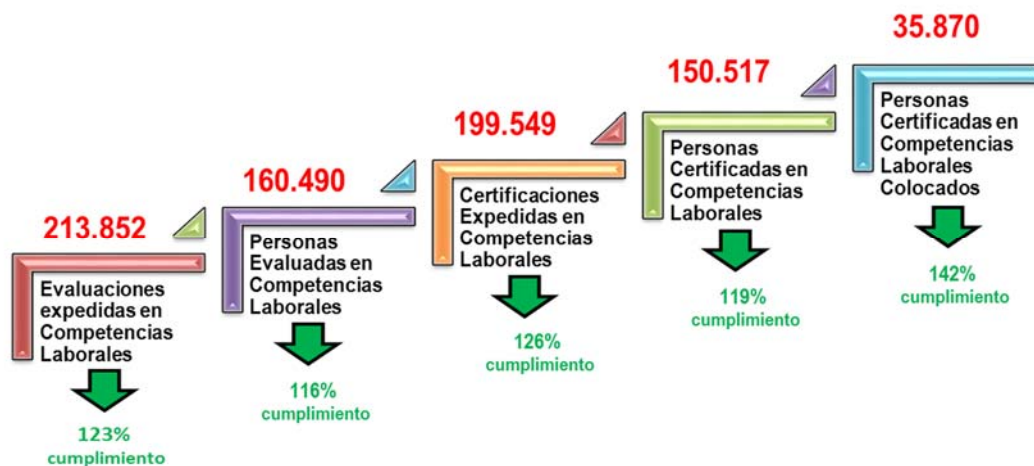 213.852
Evaluaciones
expedidas en
Competencias
Laborales
123%
cumplimiento
160.490
Personas
Evaluadas en
Competencias
Laborales
116%
cumplimiento
199.549
Certificaciones
Expedidas en
Competencias
Laborales
126%
cumplimiento
150.517
Personas
Certificadas en
Competencias
Laborales
119%
cumplimiento
35.870
Personas
Certificadas en
Competencias
Laborales
Colocados
142%
cumplimiento